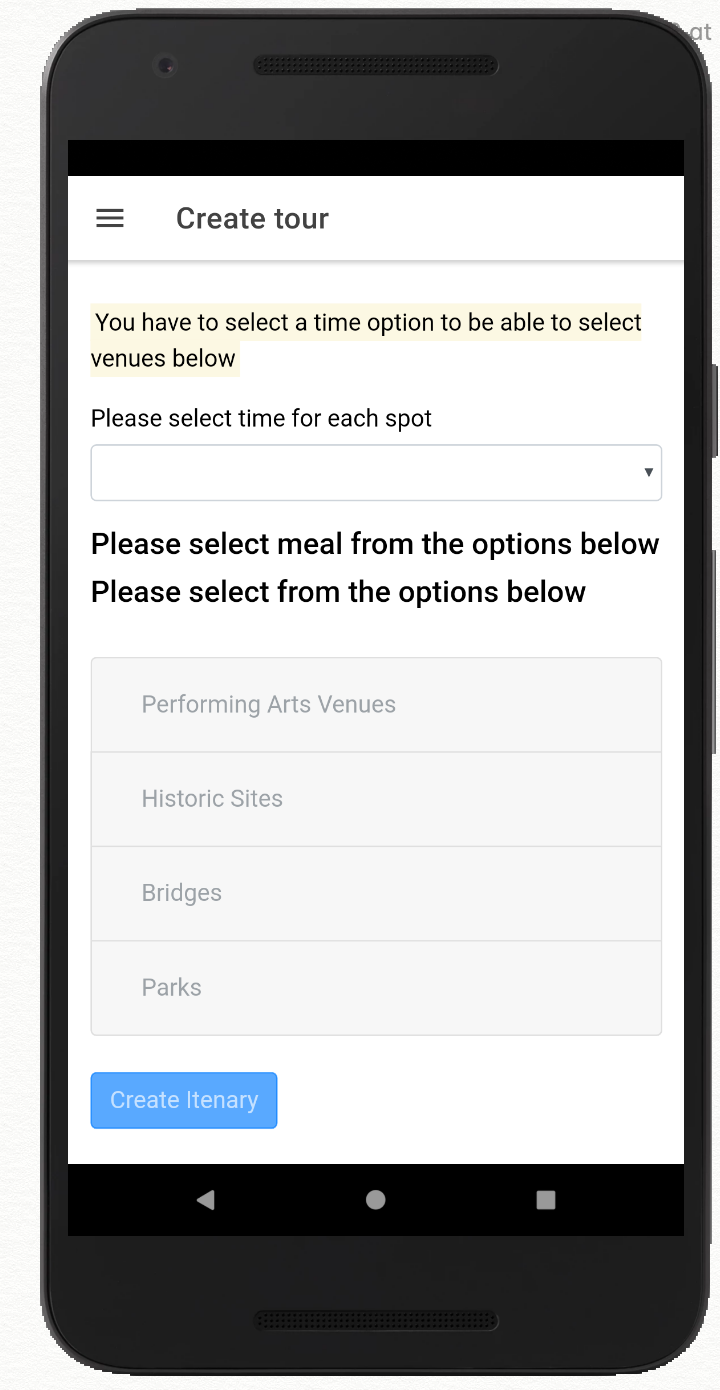 at
Create tour
You have to select a time option to be able to select
venues below
Please select time for each spot
Please select meal from the options below
Please select from the options below
Performing Arts Venues
Historic Sites
Bridges
Parks
Create Itenary